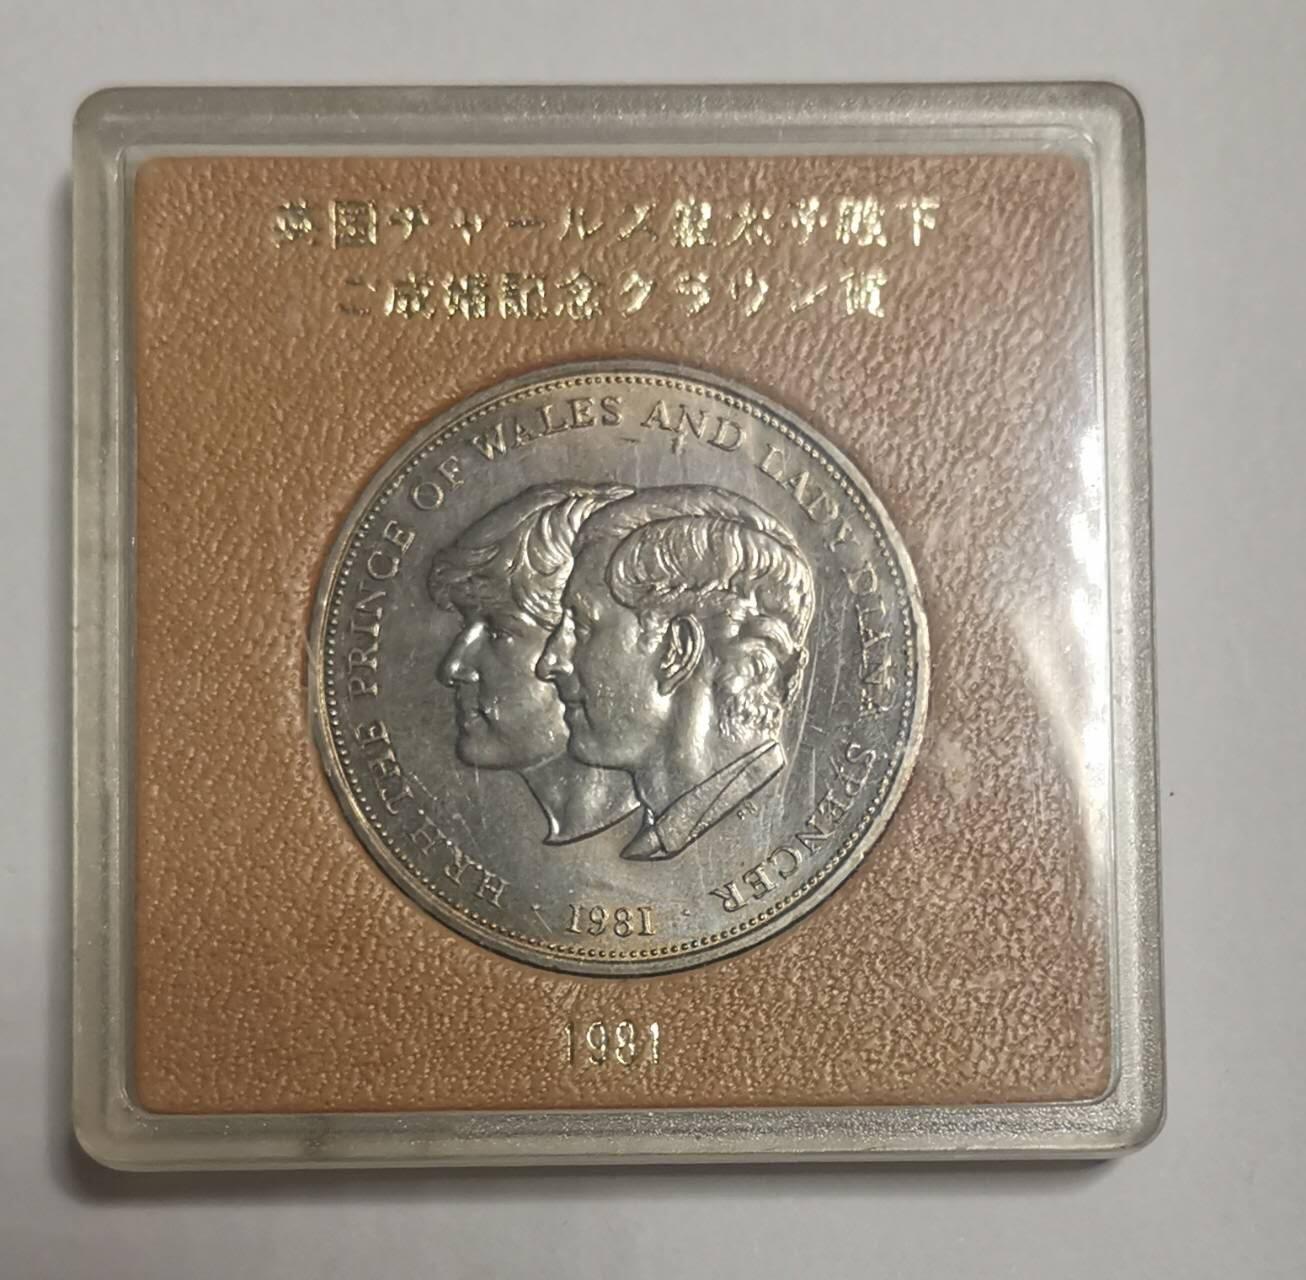 英国チャールズ皇太子殿下
ご成婚記念クラウン貨
H.R.H THE PRINCE OF WALES AND LADY DIANA SPENCER
1981
1981